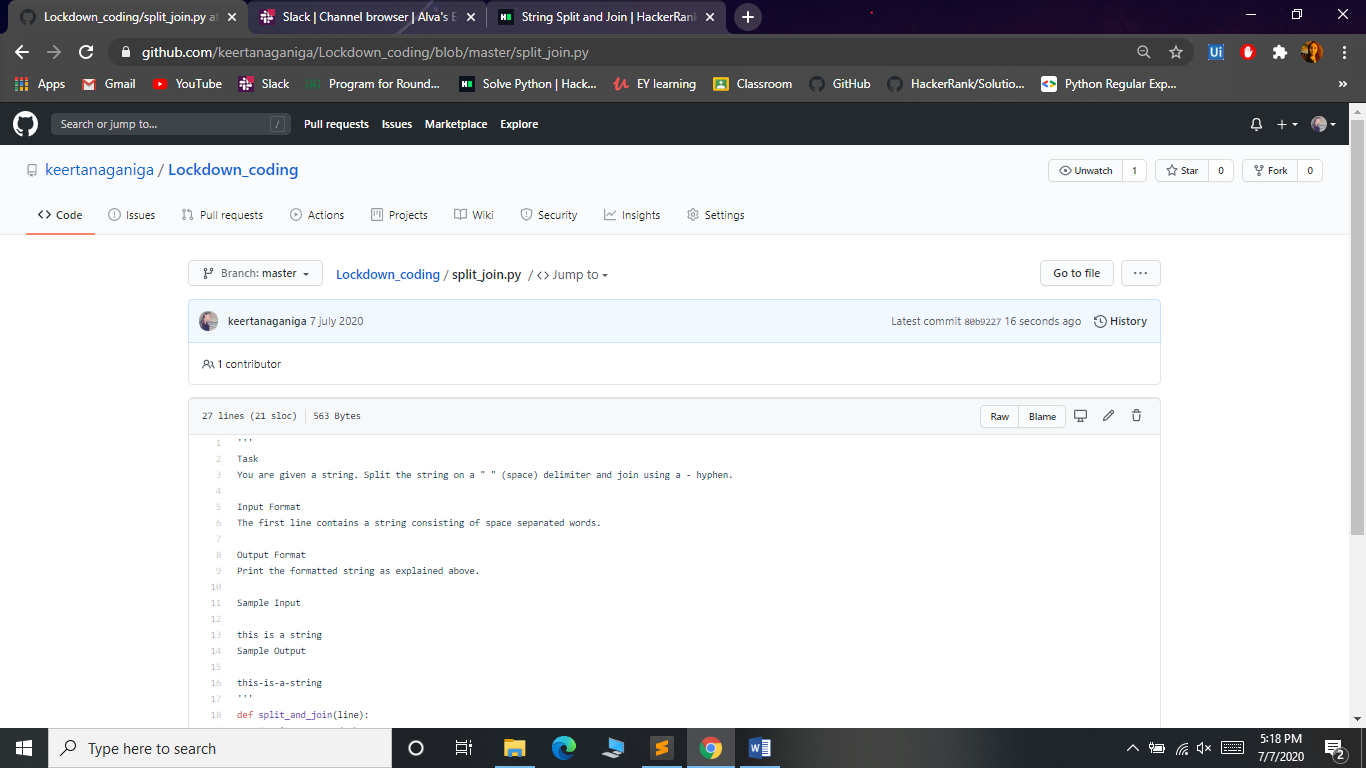 Lockdown_coding/split_join.py at
Slack | Channel browser | Alva's E
String Split and Join | HackerRank
github.com/keertanaganiga/Lockdown_coding/blob/master/split_join.py
Apps Gmail YouTube Slack Program for Round... Solve Python | Hack... EY learning Classroom GitHub HackerRank/Solutio... Python Regular Exp... »
Search or jump to... / Pull requests Issues Marketplace Explore
keertanaganiga / Lockdown_coding
Unwatch 1 Star 0 Fork 0
Code Issues Pull requests Actions Projects Wiki Security Insights Settings
Branch: master Lockdown_coding / split_join.py / <> Jump to Go to file ...
keertanaganiga 7 july 2020 Latest commit 80b9227 16 seconds ago History
1 contributor
27 lines (21 sloc) 563 Bytes Raw Blame
1 '''
2 Task
3 You are given a string. Split the string on a " " (space) delimiter and join using a - hyphen.
4
5 Input Format
6 The first line contains a string consisting of space separated words.
7
8 Output Format
9 Print the formatted string as explained above.
10
11 Sample Input
12
13 this is a string
14 Sample Output
15
16 this-is-a-string
17 '''
18 def split_and_join(line):
Type here to search
5:18 PM
7/7/2020
2